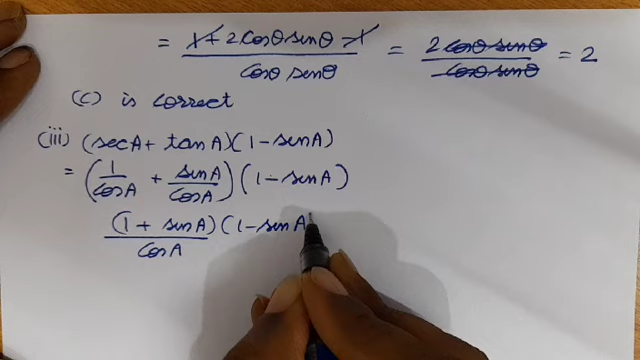 = 1 + 2cosθ sinθ - 1 / cosθ sinθ = 2 cosθ sinθ / cosθ sinθ = 2
(c) is correct
(iii) (secA + tanA)(1 - sinA)
= (1/cosA + sinA/cosA)(1 - sinA)
(1 + sinA)(1 - sinA / cosA